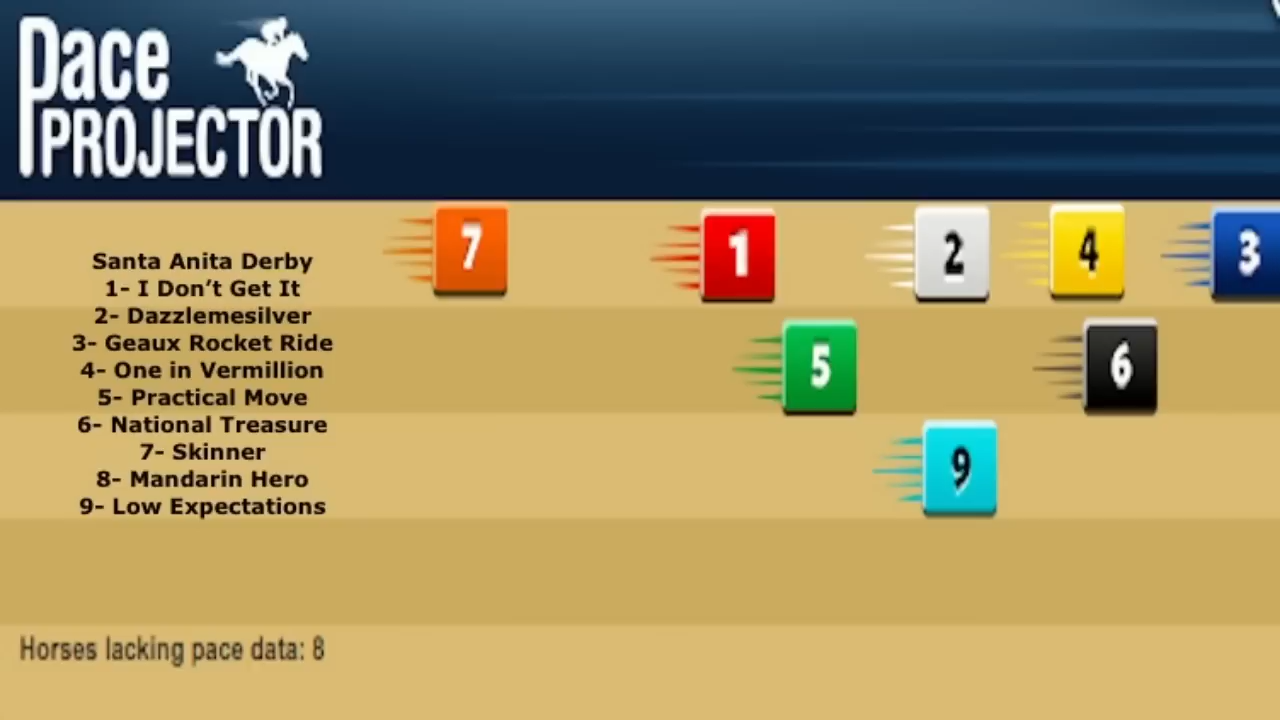 Pace
PROJECTOR
7
1
2
4
3
5
6
9
Santa Anita Derby
1- I Don’t Get It
2- Dazzlemesilver
3- Geaux Rocket Ride
4- One in Vermillion
5- Practical Move
6- National Treasure
7- Skinner
8- Mandarin Hero
9- Low Expectations
Horses lacking pace data: 8